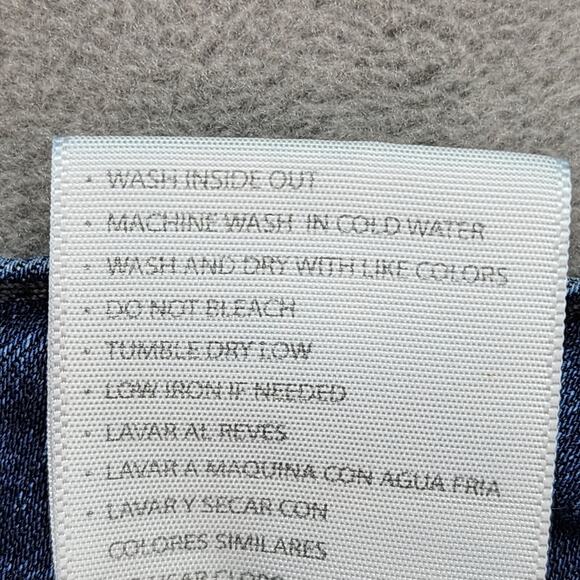 • WASH INSIDE OUT
• MACHINE WASH IN COLD WATER
• WASH AND DRY WITH LIKE COLORS
• DO NOT BLEACH
• TUMBLE DRY LOW
• LOW IRON IF NEEDED
• LAVAR AL REVES
• LAVAR A MAQUINA CON AGUA FRIA
• LAVAR Y SECAR CON
COLORES SIMILARES